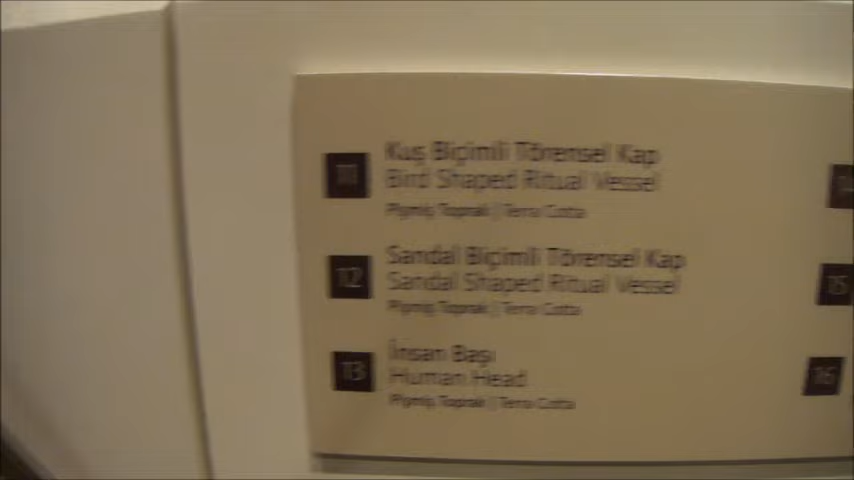 11
Kuş Biçimli Törensel Kap
Bird Shaped Ritual Vessel
Pişmiş Toprak | Terra Cotta
12
Sandal Biçimli Törensel Kap
Sandal Shaped Ritual Vessel
Pişmiş Toprak | Terra Cotta
13
İnsan Başı
Human Head
Pişmiş Toprak | Terra Cotta
14
15
16